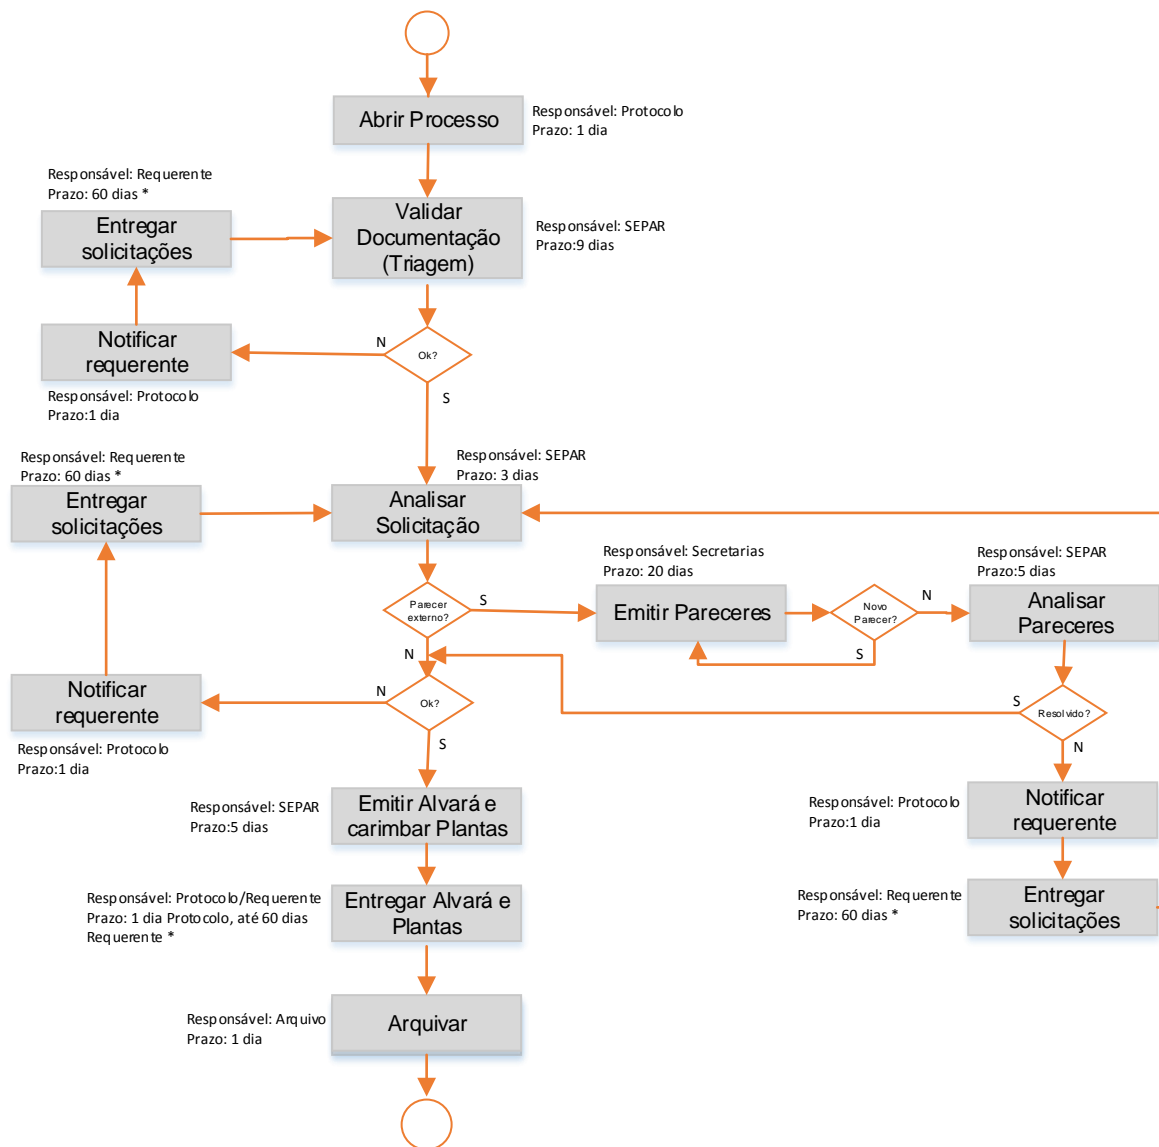 Abrir Processo
Responsável: Protocolo
Prazo: 1 dia
Responsável: Requerente
Prazo: 60 dias *
Entregar
solicitações
Validar
Documentação
(Triagem)
Responsável: SEPAR
Prazo:9 dias
Notificar
requerente
N
Ok?
Responsável: Protocolo
Prazo:1 dia
S
Responsável: Requerente
Prazo: 60 dias *
Responsável: SEPAR
Prazo: 3 dias
Entregar
solicitações
Analisar
Solicitação
Responsável: Secretarias
Prazo: 20 dias
Responsável: SEPAR
Prazo:5 dias
Parecer
externo?
S
Emitir Pareceres
Novo
Parecer?
N
Analisar
Pareceres
N
S
Notificar
requerente
N
Ok?
S
Resolvido?
Responsável: Protocolo
Prazo:1 dia
S
N
Responsável: SEPAR
Prazo:5 dias
Emitir Alvará e
carimbar Plantas
Responsável: Protocolo
Prazo:1 dia
Notificar
requerente
Responsável: Protocolo/Requerente
Prazo: 1 dia Protocolo, até 60 dias
Requerente *
Entregar Alvará e
Plantas
Responsável: Requerente
Prazo: 60 dias *
Entregar
solicitações
Responsável: Arquivo
Prazo: 1 dia
Arquivar